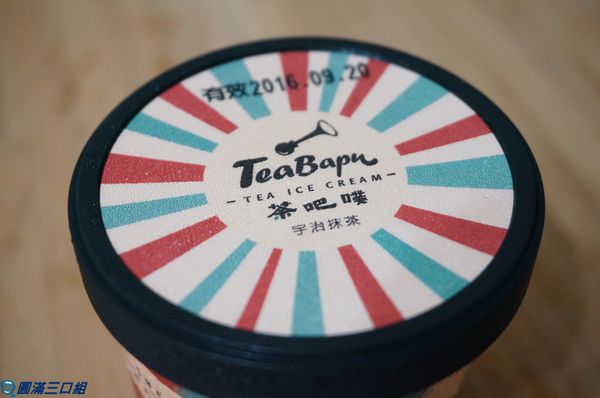 有效2016.09.20
TeaBapu
- TEA ICE CREAM -
茶吧噗
宇治抹茶
圓滿三口組